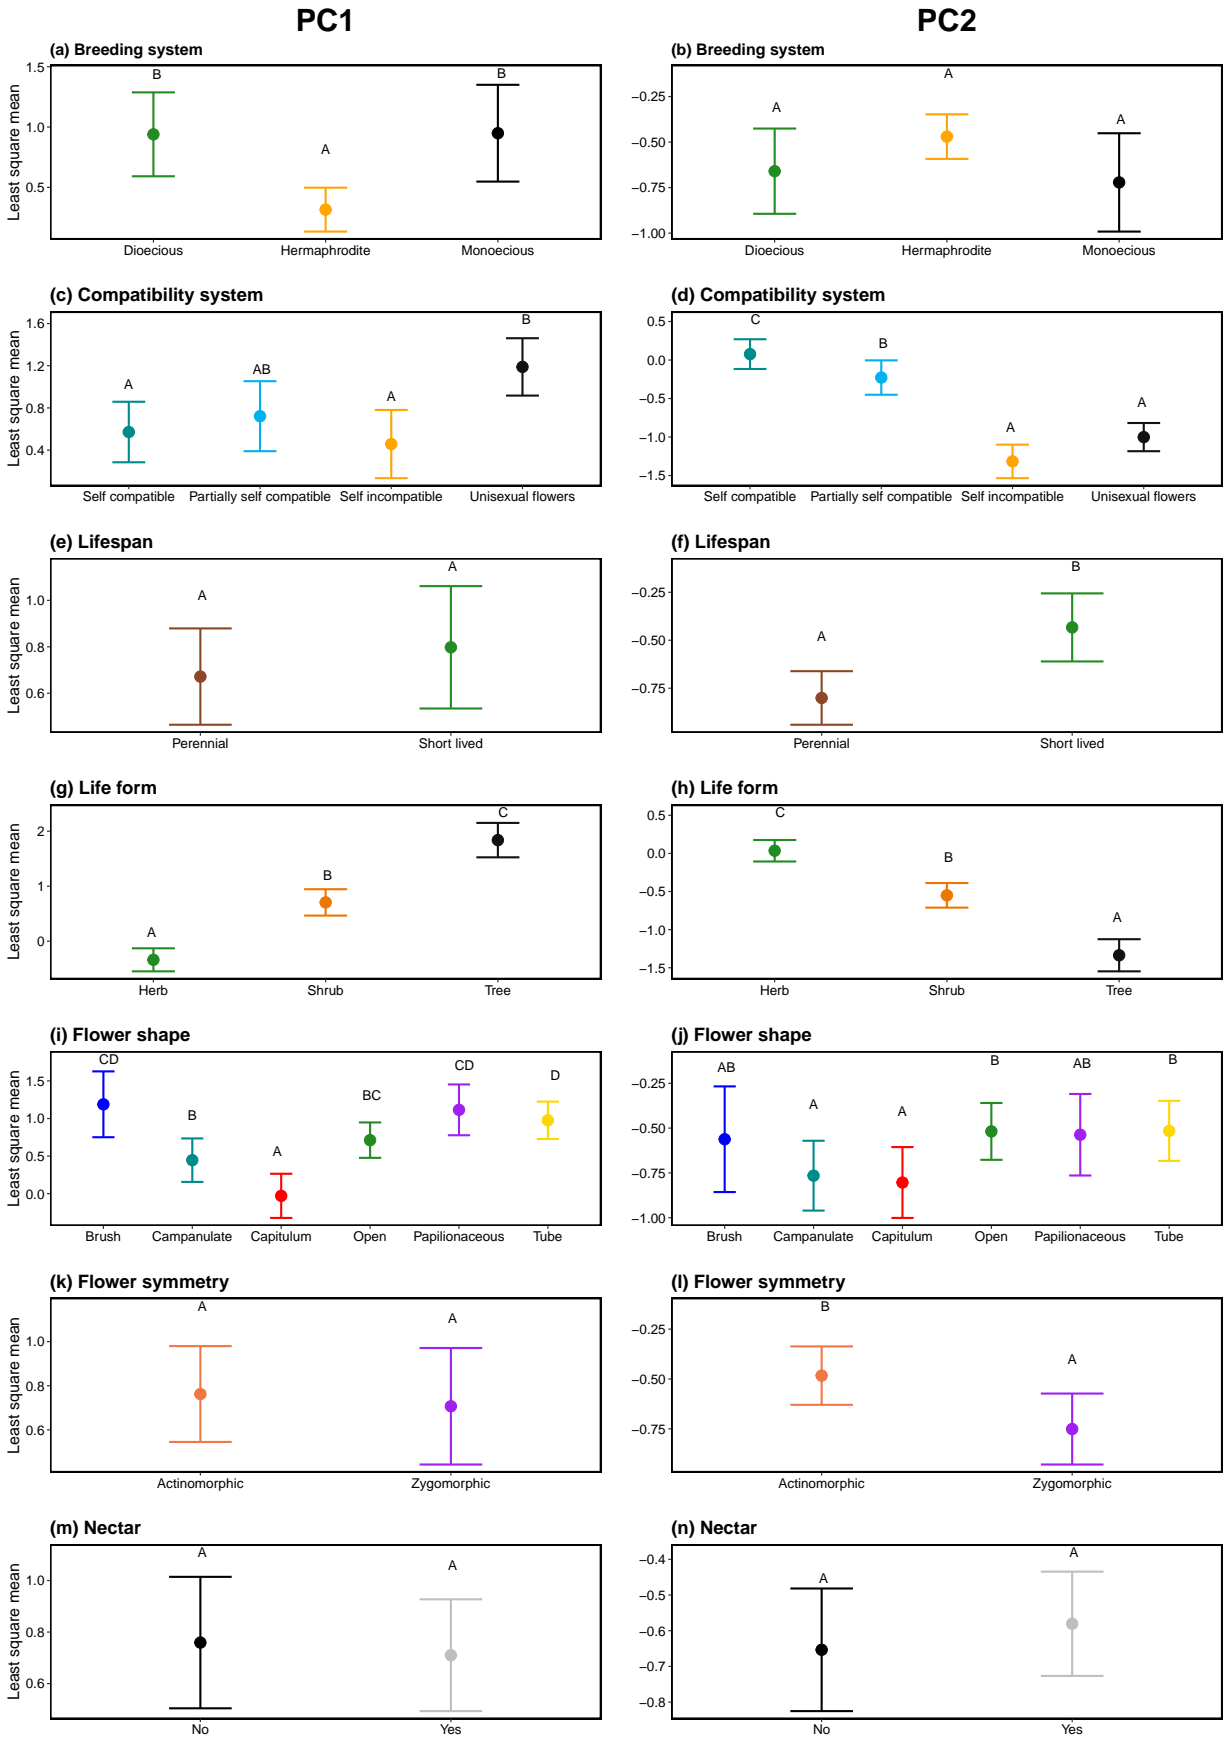 PC1 PC2
(a) Breeding system
Least square mean
1.5
1.0
0.5
B A B
Dioecious Hermaphrodite Monoecious
(b) Breeding system
−0.25
−0.50
−0.75
−1.00
A A A
Dioecious Hermaphrodite Monoecious
(c) Compatibility system
Least square mean
1.6
1.2
0.8
0.4
A AB A B
Self compatible Partially self compatible Self incompatible Unisexual flowers
(d) Compatibility system
0.5
0.0
−0.5
−1.0
−1.5
C B A A
Self compatible Partially self compatible Self incompatible Unisexual flowers
(e) Lifespan
Least square mean
1.0
0.8
0.6
A A
Perennial Short lived
(f) Lifespan
−0.25
−0.50
−0.75
A B
Perennial Short lived
(g) Life form
Least square mean
2
1
0
A B C
Herb Shrub Tree
(h) Life form
0.5
0.0
−0.5
−1.0
−1.5
C B A
Herb Shrub Tree
(i) Flower shape
Least square mean
1.5
1.0
0.5
0.0
CD B A BC CD D
Brush Campanulate Capitulum Open Papilionaceous Tube
(j) Flower shape
−0.25
−0.50
−0.75
−1.00
AB A A B AB B
Brush Campanulate Capitulum Open Papilionaceous Tube
(k) Flower symmetry
Least square mean
1.0
0.8
0.6
A A
Actinomorphic Zygomorphic
(l) Flower symmetry
−0.25
−0.50
−0.75
B A
Actinomorphic Zygomorphic
(m) Nectar
Least square mean
1.0
0.8
0.6
A A
No Yes
(n) Nectar
−0.4
−0.5
−0.6
−0.7
−0.8
A A
No Yes